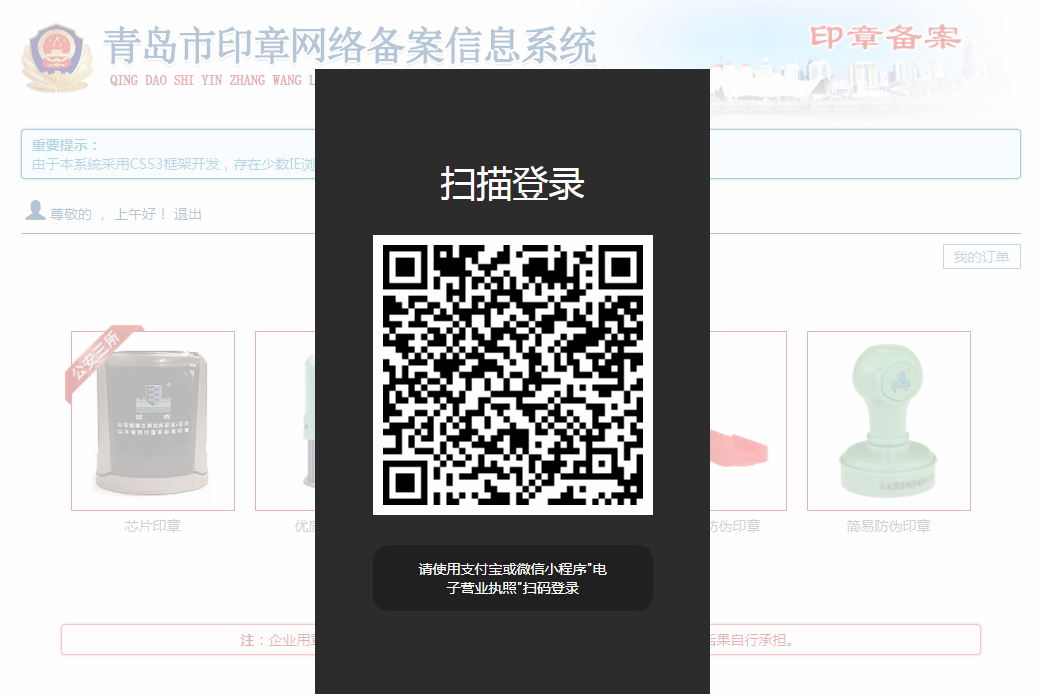 青岛市印章网络备案信息系统
印章备案
QING DAO SHI YIN ZHANG WANG L
重要提示：
由于本系统采用CSS3框架开发，存在少数IE浏
扫描登录
尊敬的 ，上午好！ 退出
我的订单
公安三所
芯片印章
优质
防伪印章
简易防伪印章
请使用支付宝或微信小程序"电
子营业执照"扫码登录
注：企业用章
后果自行承担。